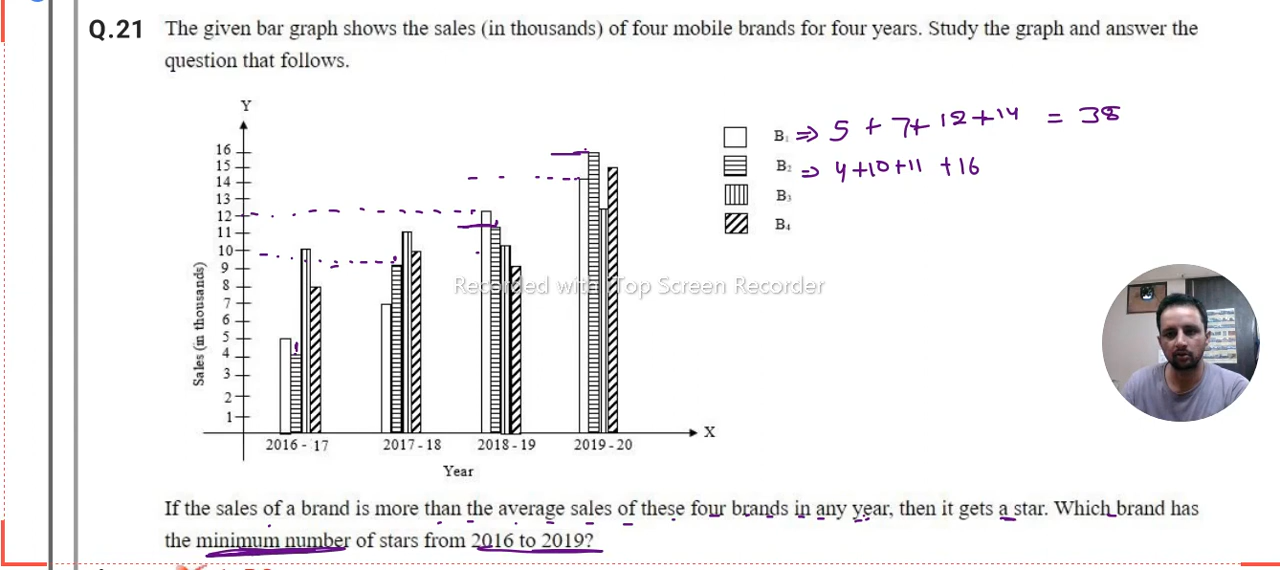 Q.21 The given bar graph shows the sales (in thousands) of four mobile brands for four years. Study the graph and answer the
question that follows.
Y
16
15
14
13
12
11
10
9
8
7
6
5
4
3
2
1
Sales (in thousands)
2016 - 17 2017 - 18 2018 - 19 2019 - 20 X
Year
B₁ ⇒ 5 + 7 + 12 + 14 = 38
B₂ ⇒ 4 + 10 + 11 + 16
B₃
B₄
Recorded with iTop Screen Recorder
If the sales of a brand is more than the average sales of these four brands in any year, then it gets a star. Which brand has
the minimum number of stars from 2016 to 2019?